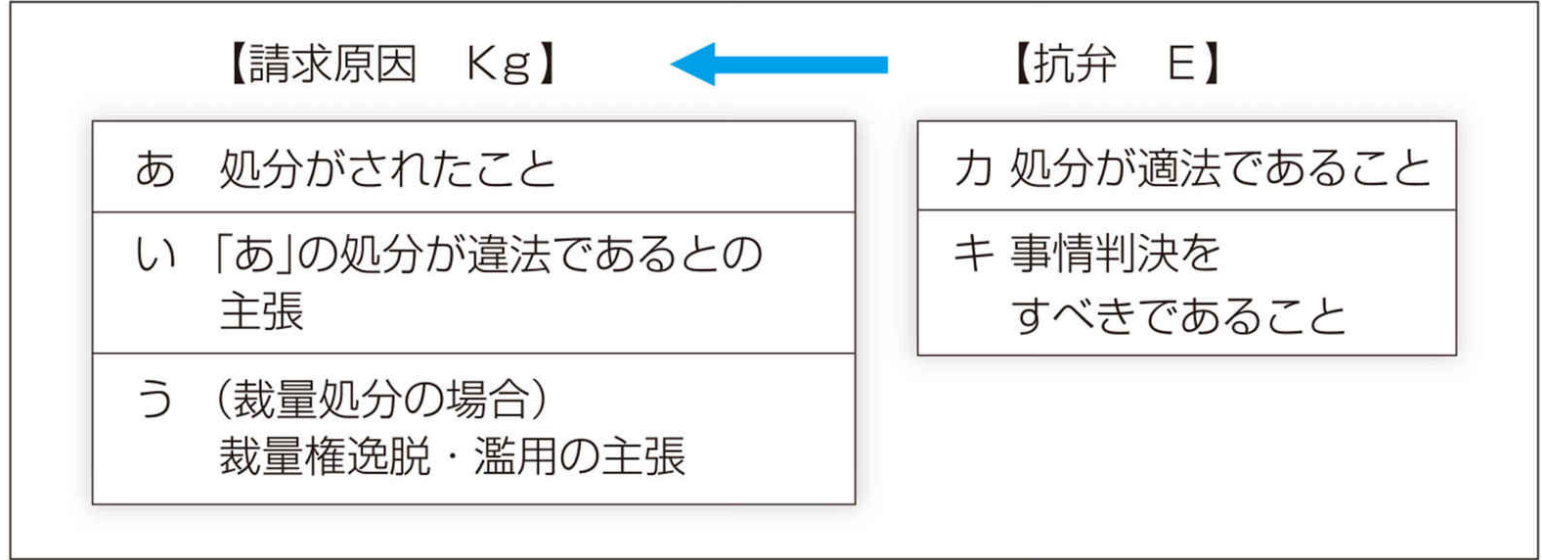 【請求原因　Kg】
【抗弁　E】
あ　処分がされたこと
い　「あ」の処分が違法であるとの
主張
う　（裁量処分の場合）
裁量権逸脱・濫用の主張
カ 処分が適法であること
キ 事情判決を
すべきであること